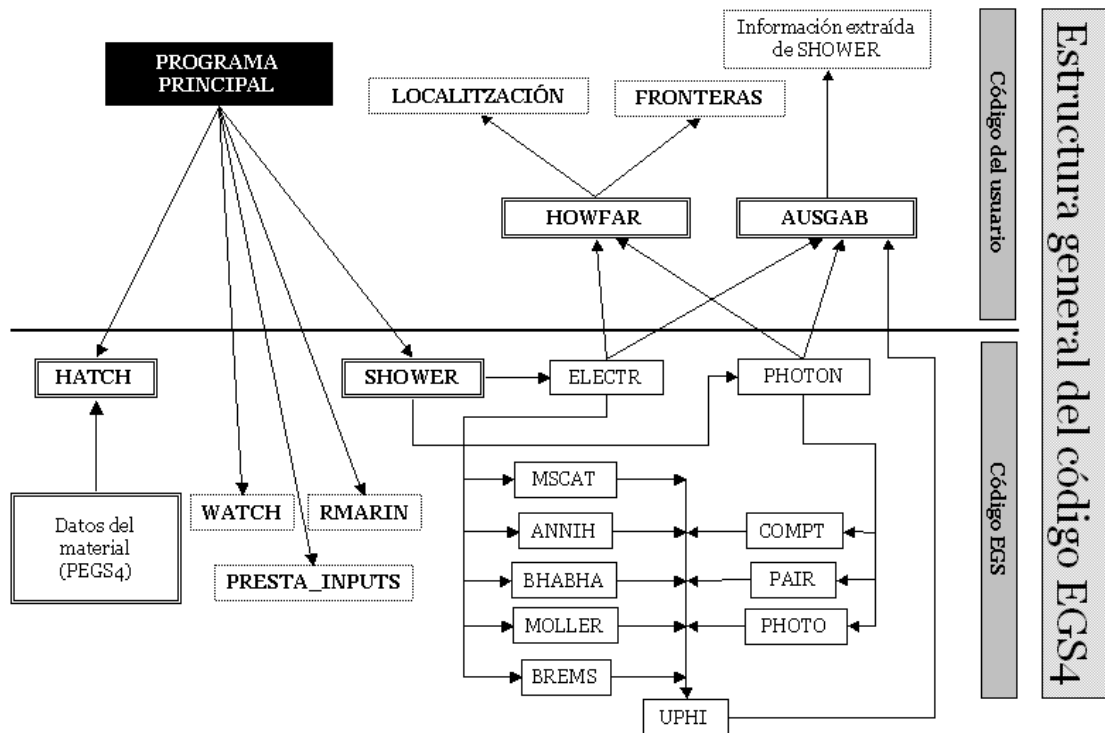 PROGRAMA
PRINCIPAL
Información extraída
de SHOWER
LOCALITZACIÓN
FRONTERAS
HOWFAR
AUSGAB
Código del usuario
Estructura general del código EGS4
HATCH
SHOWER
ELECTR
PHOTON
Código EGS
Datos del
material
(PEGS4)
WATCH
RMARIN
PRESTA_INPUTS
MSCAT
ANNIH
COMPT
BHABHA
PAIR
MOLLER
PHOTO
BREMS
UPHI